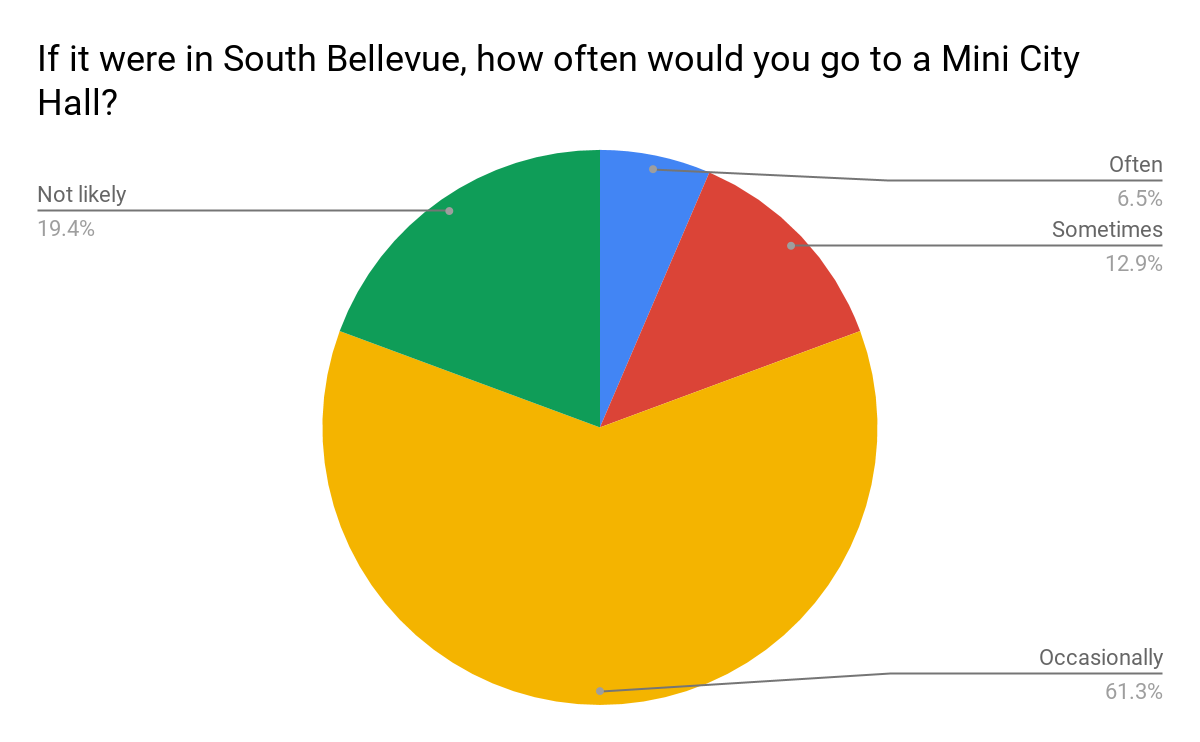 If it were in South Bellevue, how often would you go to a Mini City
Hall?
Often
6.5%
Sometimes
12.9%
Not likely
19.4%
Occasionally
61.3%